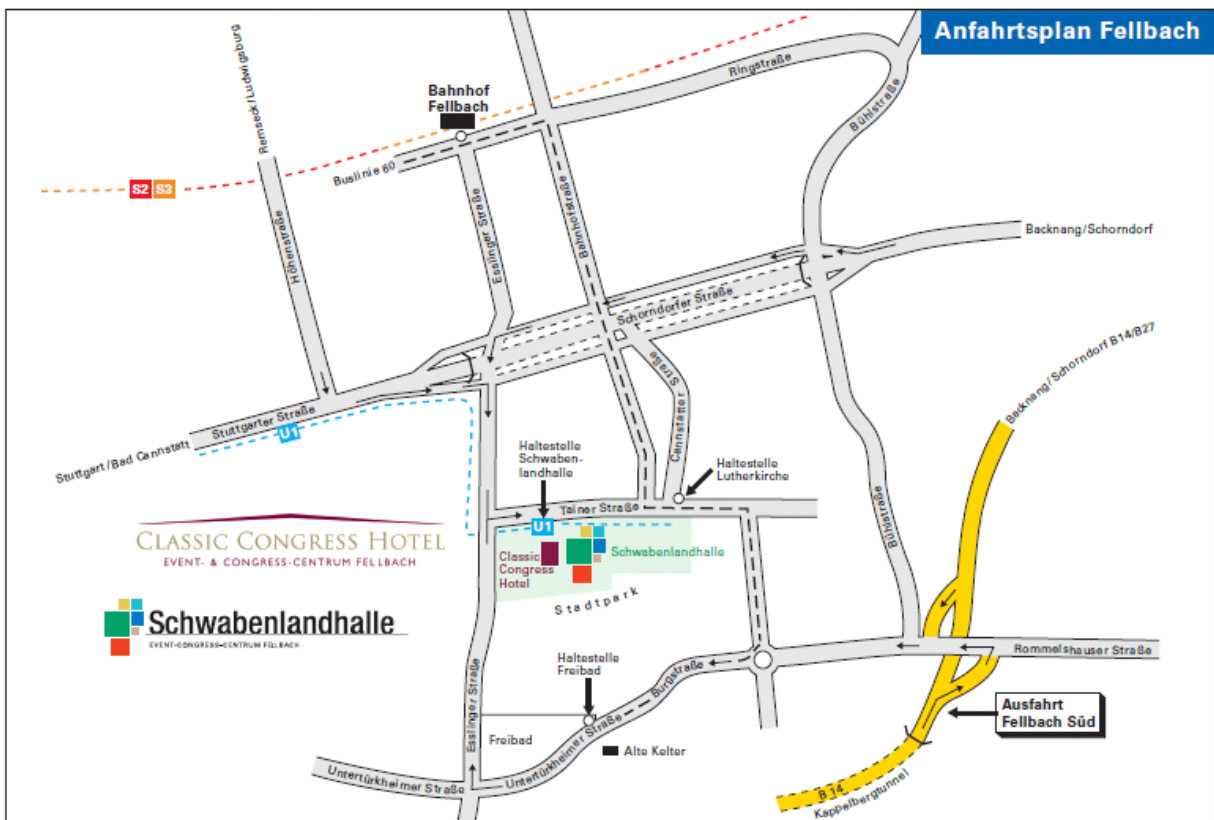 Anfahrtsplan Fellbach
Remseck/Ludwigsburg
Bahnhof
Fellbach
Ringstraße
Bühlstraße
Buslinie 60
S2 S3
Höhenstraße
Esslinger Straße
Bahnhofstraße
Backnang/Schorndorf
Schorndorfer Straße
Backnang/Schorndorf B14/B27
Stuttgarter Straße
U1
Stuttgart/Bad Cannstatt
Cannstatter
Straße
Haltestelle
Schwaben-
landhalle
Haltestelle
Lutherkirche
Tainer Straße
U1
Bühlstraße
CLASSIC CONGRESS HOTEL
EVENT- & CONGRESS-CENTRUM FELLBACH
Classic
Congress
Hotel
Schwabenlandhalle
Stadtpark
Schwabenlandhalle
EVENT-CONGRESS-CENTRUM FELLBACH
Rommelshauser Straße
Haltestelle
Freibad
Burgstraße
Esslinger Straße
Ausfahrt
Fellbach Süd
Freibad
Alte Kelter
Untertürkheimer Straße
Untertürkheimer Straße
B 14
Kappelbergtunnel